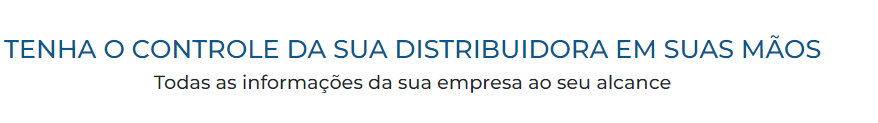 TENHA O CONTROLE DA SUA DISTRIBUIDORA EM SUAS MÃOS
Todas as informações da sua empresa ao seu alcance